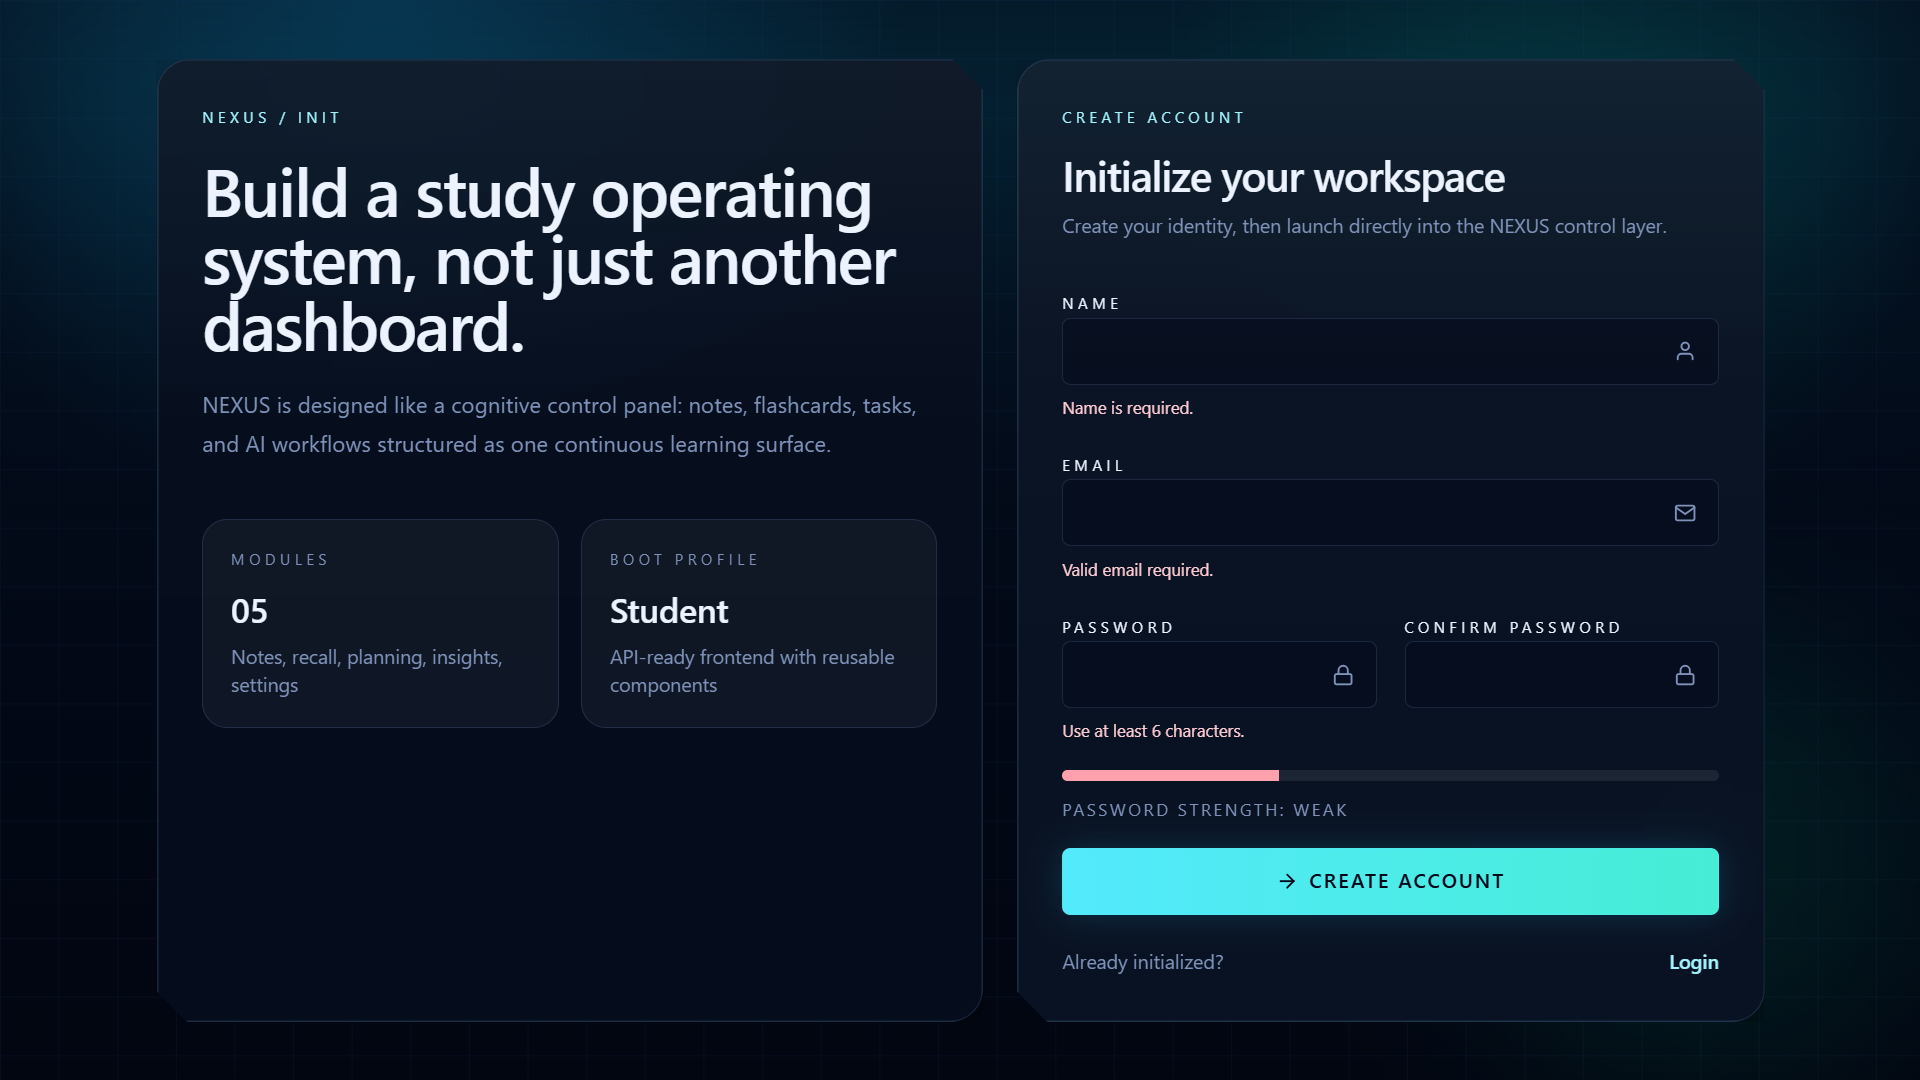 NEXUS / INIT
Build a study operating
system, not just another
dashboard.
NEXUS is designed like a cognitive control panel: notes, flashcards, tasks,
and AI workflows structured as one continuous learning surface.
MODULES
05
Notes, recall, planning, insights,
settings
BOOT PROFILE
Student
API-ready frontend with reusable
components
CREATE ACCOUNT
Initialize your workspace
Create your identity, then launch directly into the NEXUS control layer.
NAME
Name is required.
EMAIL
Valid email required.
PASSWORD
CONFIRM PASSWORD
Use at least 6 characters.
PASSWORD STRENGTH: WEAK
CREATE ACCOUNT
Already initialized?
Login